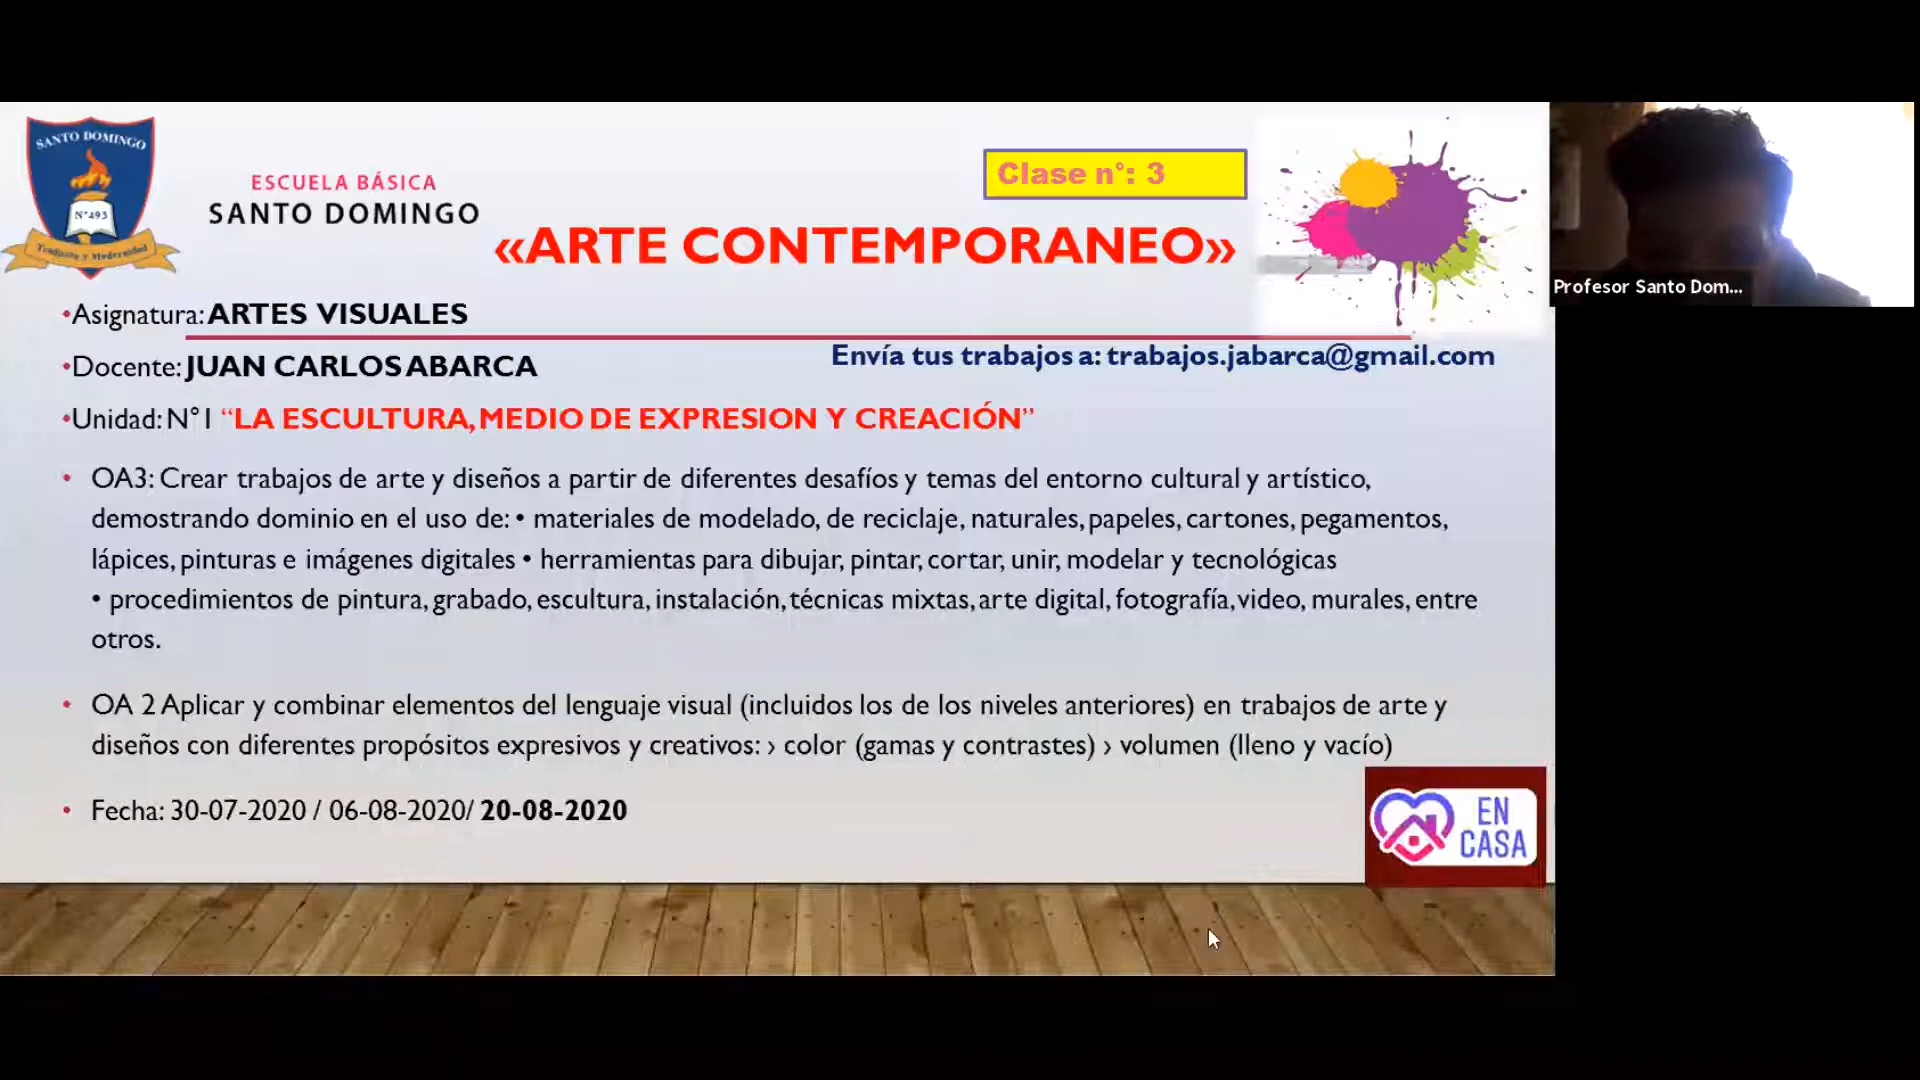 SANTO DOMINGO
N°493
Tradición y Modernidad
ESCUELA BÁSICA
SANTO DOMINGO
Clase n°: 3
«ARTE CONTEMPORANEO»
•Asignatura: ARTES VISUALES
•Docente: JUAN CARLOS ABARCA
Envía tus trabajos a: trabajos.jabarca@gmail.com
•Unidad: N°1 “LA ESCULTURA, MEDIO DE EXPRESION Y CREACIÓN”
• OA3: Crear trabajos de arte y diseños a partir de diferentes desafíos y temas del entorno cultural y artístico,
demostrando dominio en el uso de: • materiales de modelado, de reciclaje, naturales, papeles, cartones, pegamentos,
lápices, pinturas e imágenes digitales • herramientas para dibujar, pintar, cortar, unir, modelar y tecnológicas
• procedimientos de pintura, grabado, escultura, instalación, técnicas mixtas, arte digital, fotografía, video, murales, entre
otros.
• OA 2 Aplicar y combinar elementos del lenguaje visual (incluidos los de los niveles anteriores) en trabajos de arte y
diseños con diferentes propósitos expresivos y creativos: › color (gamas y contrastes) › volumen (lleno y vacío)
• Fecha: 30-07-2020 / 06-08-2020/ 20-08-2020
EN
CASA
Profesor Santo Dom...